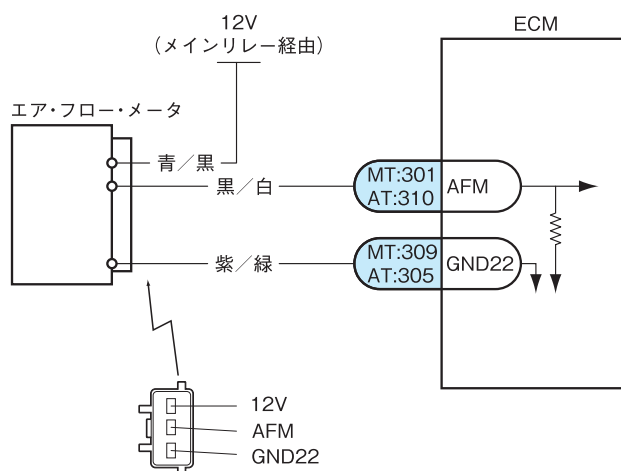 12V
（メインリレー経由）
ECM
エア・フロー・メータ
青／黒
黒／白
MT:301
AT:310
AFM
紫／緑
MT:309
AT:305
GND22
12V
AFM
GND22